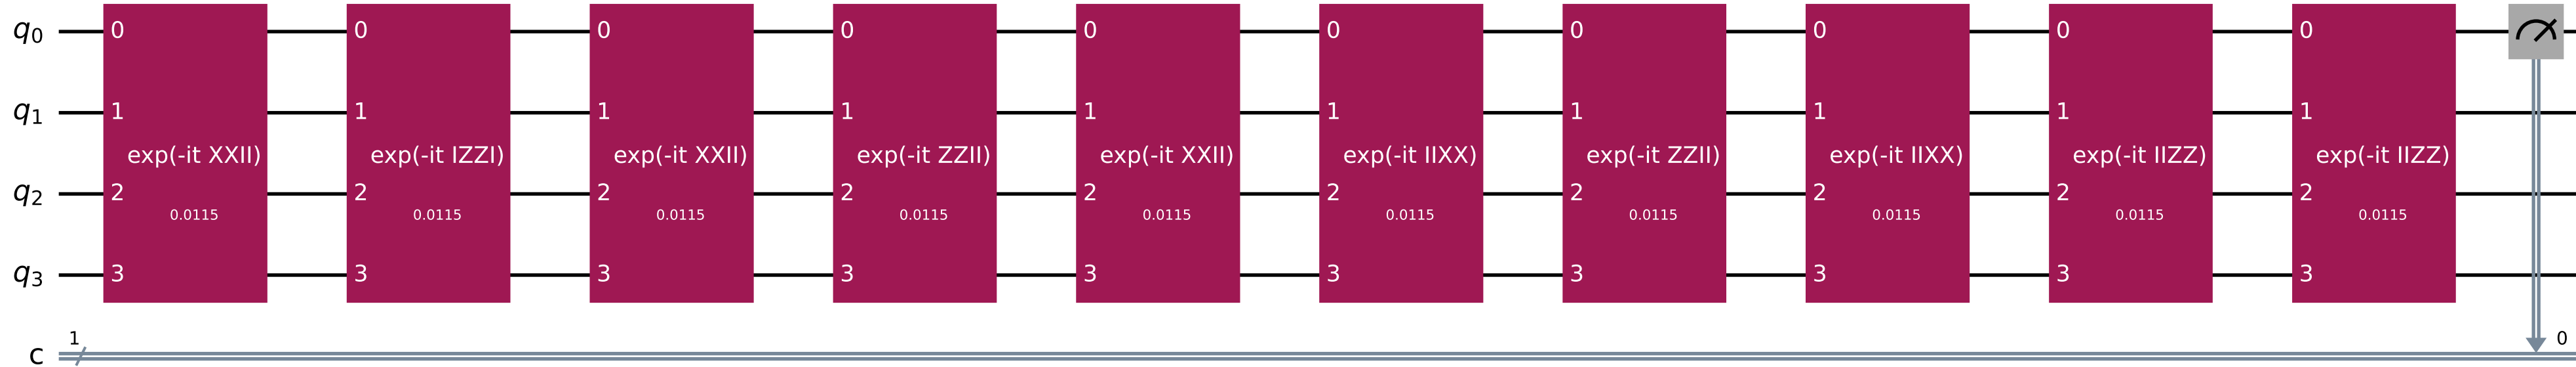 q0 0 0 0 0 0 0 0 0 0 0
q1 1 1 1 1 1 1 1 1 1 1
exp(-it XXII) exp(-it IZZI) exp(-it XXII) exp(-it ZZII) exp(-it XXII) exp(-it IIXX) exp(-it ZZII) exp(-it IIXX) exp(-it IIZZ) exp(-it IIZZ)
q2 2 2 2 2 2 2 2 2 2 2
0.0115 0.0115 0.0115 0.0115 0.0115 0.0115 0.0115 0.0115 0.0115 0.0115
q3 3 3 3 3 3 3 3 3 3 3
1 0
c